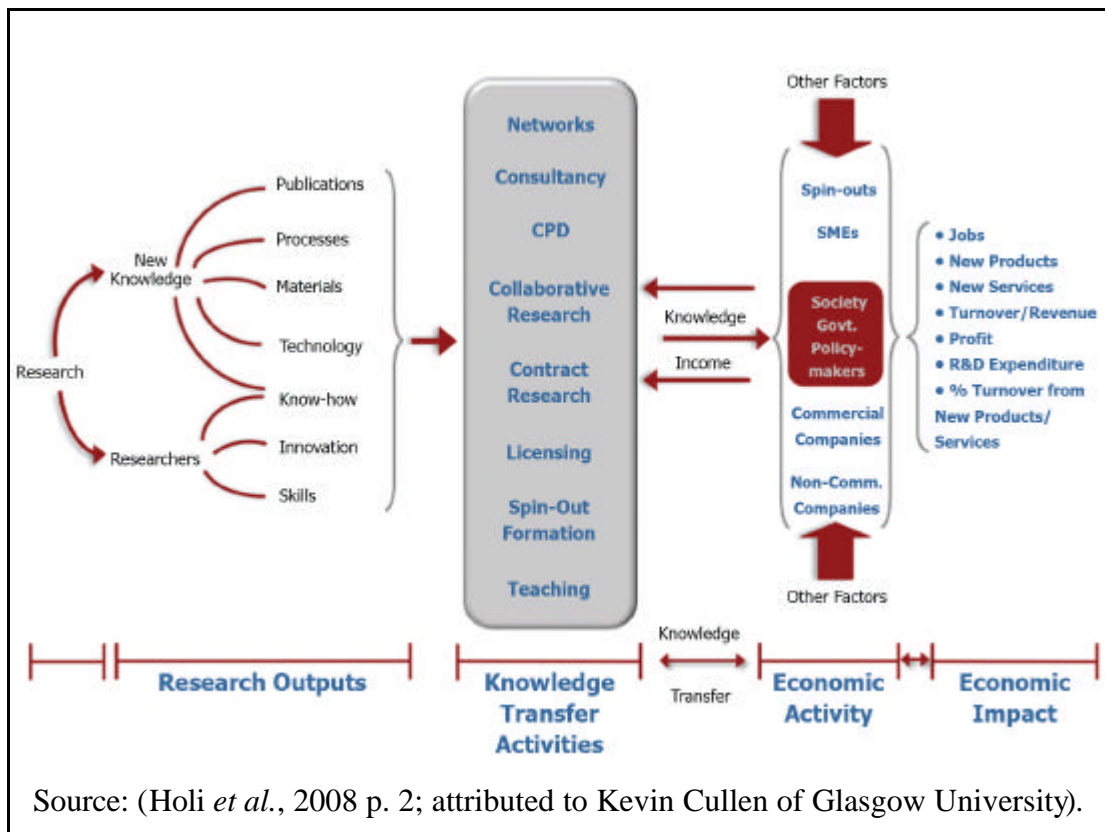 Research
New
Knowledge
Researchers
Publications
Processes
Materials
Technology
Know-how
Innovation
Skills
Networks
Consultancy
CPD
Collaborative
Research
Contract
Research
Licensing
Spin-Out
Formation
Teaching
Knowledge
Income
Other Factors
Spin-outs
SMEs
Society
Govt.
Policy-
makers
Commercial
Companies
Non-Comm.
Companies
Other Factors
• Jobs
• New Products
• New Services
• Turnover/Revenue
• Profit
• R&D Expenditure
• % Turnover from
New Products/
Services
Research Outputs
Knowledge
Transfer
Activities
Knowledge
Transfer
Economic
Activity
Economic
Impact
Source: (Holi et al., 2008 p. 2; attributed to Kevin Cullen of Glasgow University).